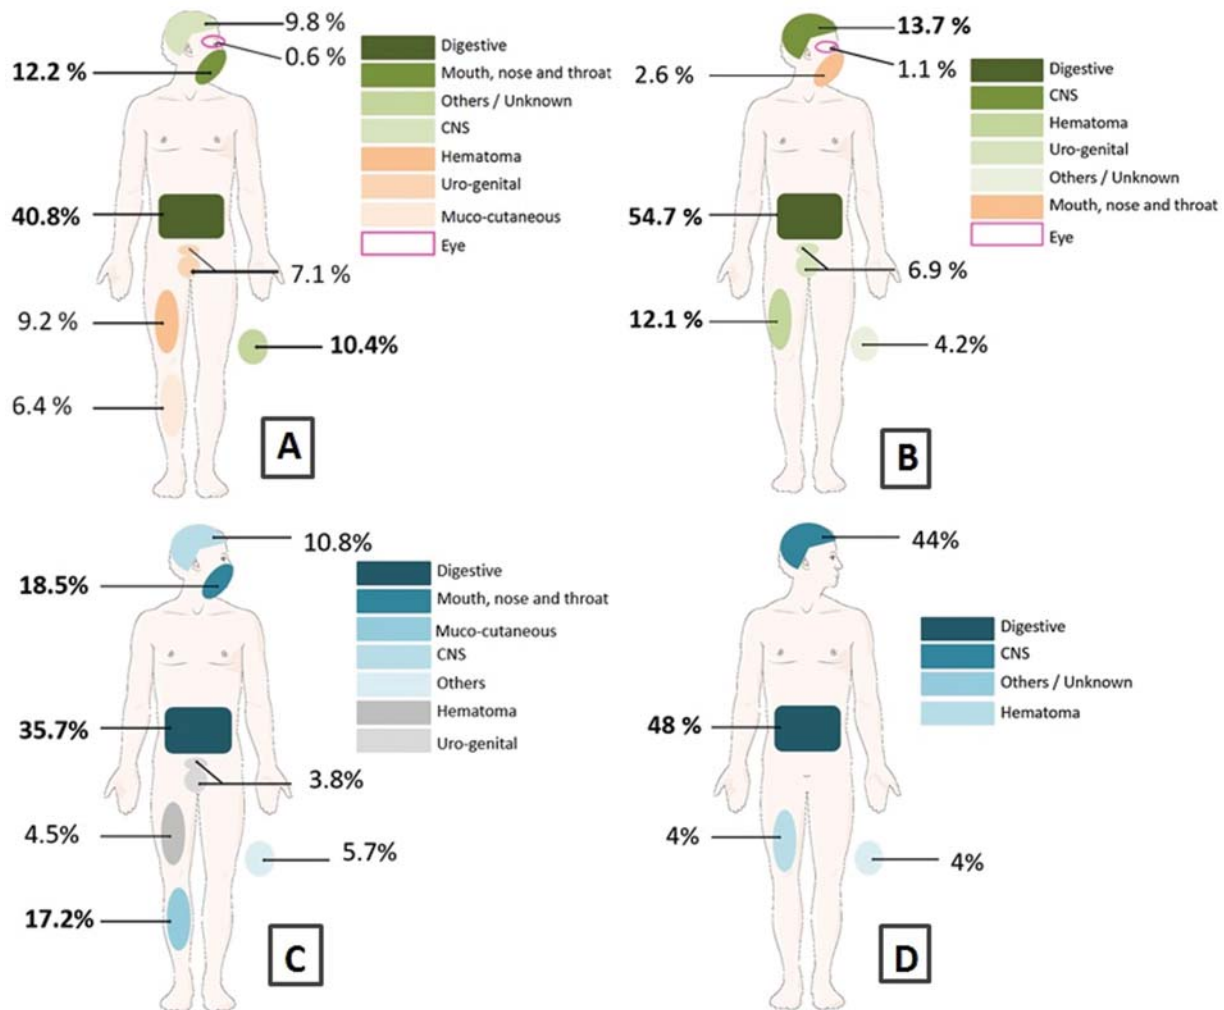 9.8 %
0.6 %
12.2 %
40.8%
7.1 %
9.2 %
10.4%
6.4 %
Digestive
Mouth, nose and throat
Others / Unknown
CNS
Hematoma
Uro-genital
Muco-cutaneous
Eye
A
13.7 %
1.1 %
2.6 %
54.7 %
6.9 %
12.1 %
4.2%
Digestive
CNS
Hematoma
Uro-genital
Others / Unknown
Mouth, nose and throat
Eye
B
10.8%
18.5%
35.7%
3.8%
4.5%
5.7%
17.2%
Digestive
Mouth, nose and throat
Muco-cutaneous
CNS
Others
Hematoma
Uro-genital
C
44%
48 %
4%
4%
Digestive
CNS
Others / Unknown
Hematoma
D